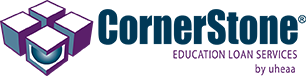 CornerStone®
EDUCATION LOAN SERVICES
by uheaa